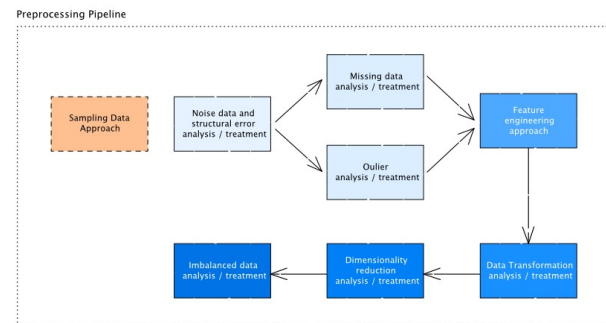 Preprocessing Pipeline
Sampling Data
Approach
Noise data and
structural error
analysis / treatment
Missing data
analysis / treatment
Oulier
analysis / treatment
Feature
engineering
approach
Data Transformation
analysis / treatment
Dimensionality
reduction
analysis / treatment
Imbalanced data
analysis / treatment